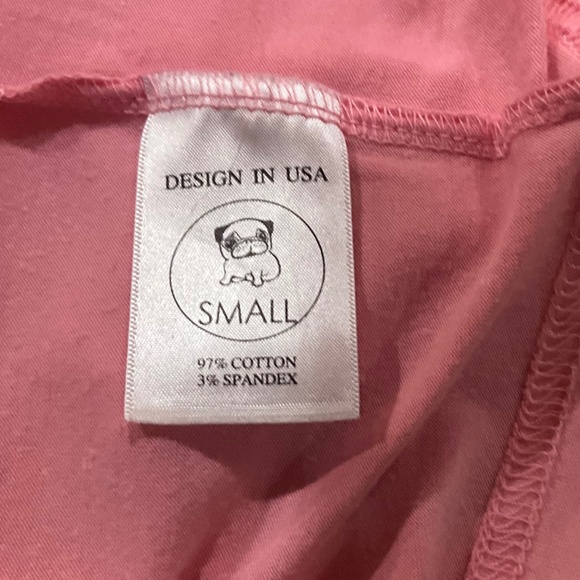 DESIGN IN USA
SMALL
97% COTTON
3% SPANDEX